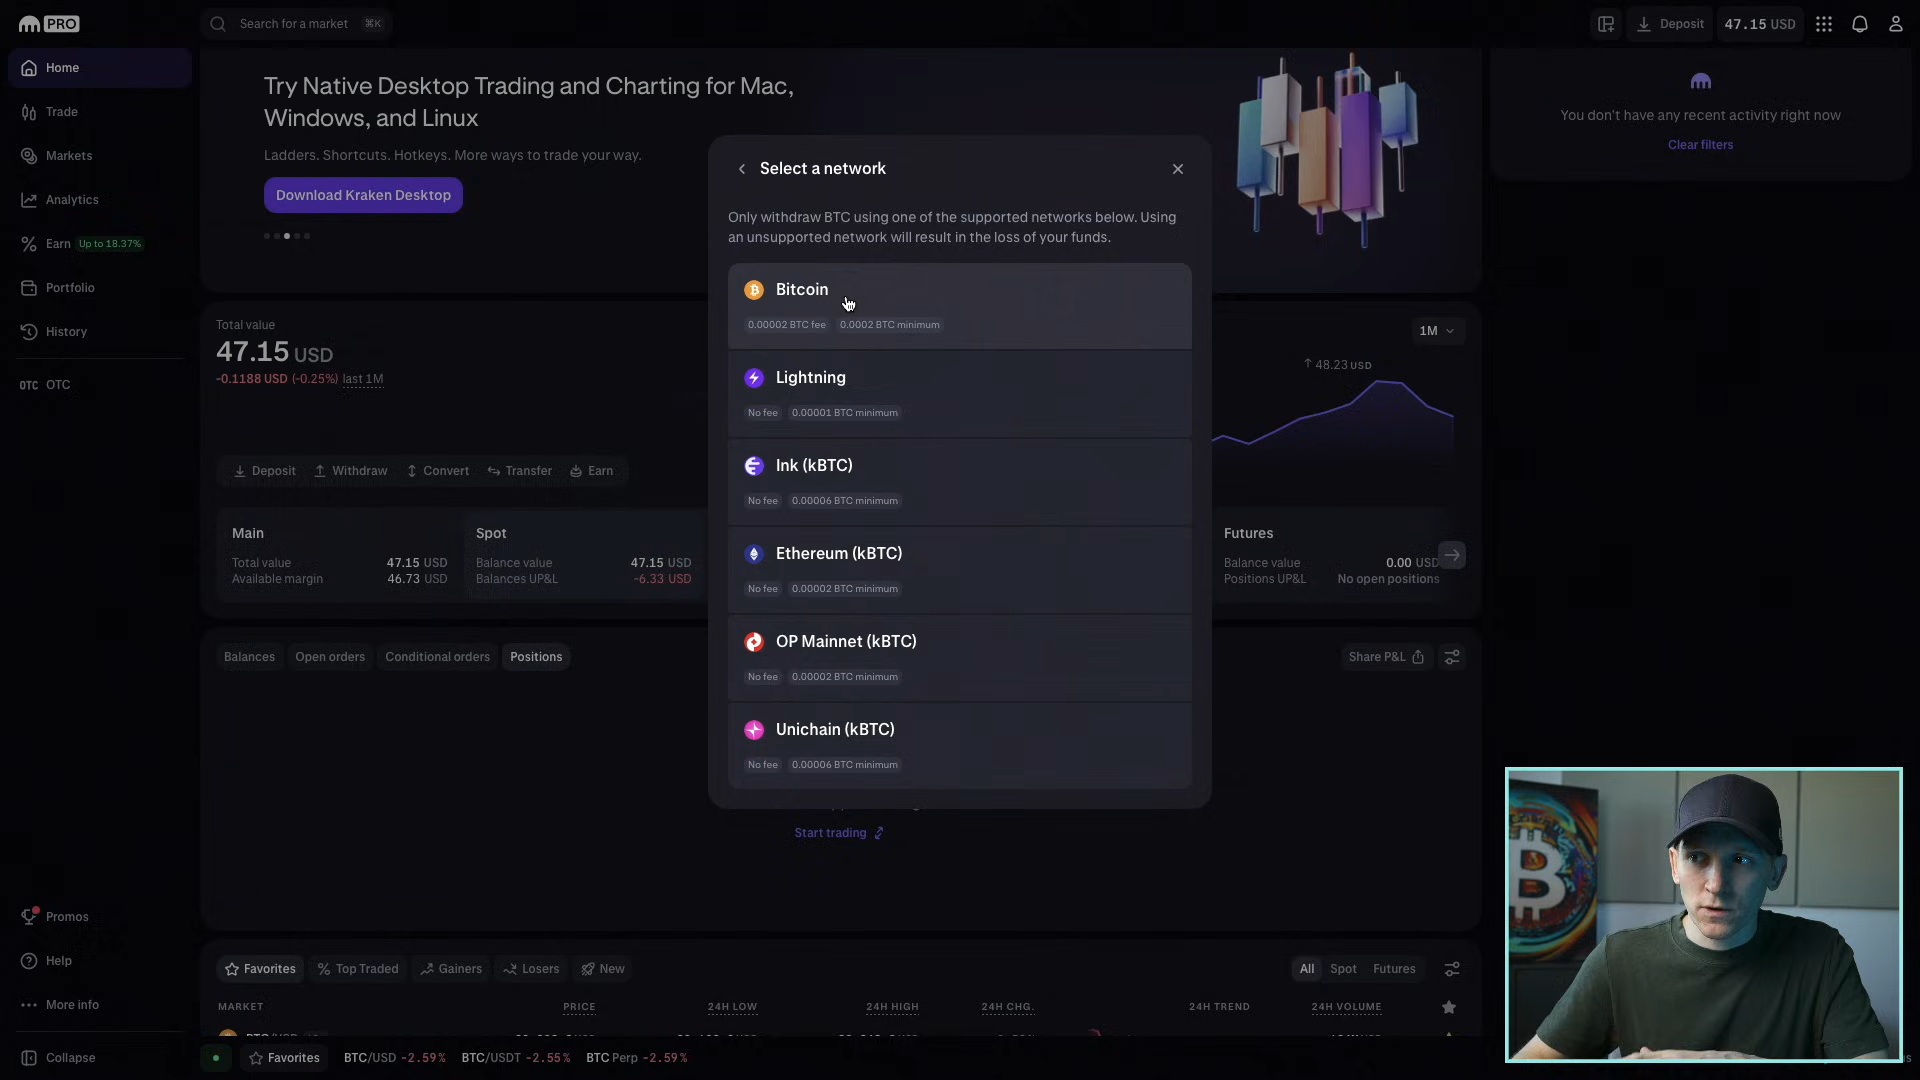 PRO
Search for a market ⌘K
Deposit
47.15 USD
Home
Trade
Markets
Analytics
Earn Up to 18.37%
Portfolio
History
OTC OTC
Promos
Help
More info
Collapse
Try Native Desktop Trading and Charting for Mac,
Windows, and Linux
Ladders. Shortcuts. Hotkeys. More ways to trade your way.
Download Kraken Desktop
You don't have any recent activity right now
Clear filters
Total value
47.15 USD
-0.1188 USD (-0.25%) last 1M
1M
↑ 48.23 USD
Deposit Withdraw Convert Transfer Earn
Main
Total value 47.15 USD
Available margin 46.73 USD
Spot
Balance value 47.15 USD
Balances UP&L -6.33 USD
Futures
Balance value 0.00 USD
Positions UP&L No open positions
Balances Open orders Conditional orders Positions
Share P&L
Start trading
Select a network
Only withdraw BTC using one of the supported networks below. Using
an unsupported network will result in the loss of your funds.
Bitcoin
0.00002 BTC fee 0.0002 BTC minimum
Lightning
No fee 0.00001 BTC minimum
Ink (kBTC)
No fee 0.00006 BTC minimum
Ethereum (kBTC)
No fee 0.00002 BTC minimum
OP Mainnet (kBTC)
No fee 0.00002 BTC minimum
Unichain (kBTC)
No fee 0.00006 BTC minimum
Favorites Top Traded Gainers Losers New
All Spot Futures
MARKET PRICE 24H LOW 24H HIGH 24H CHG. 24H TREND 24H VOLUME
Favorites BTC/USD -2.59% BTC/USDT -2.55% BTC Perp -2.59%